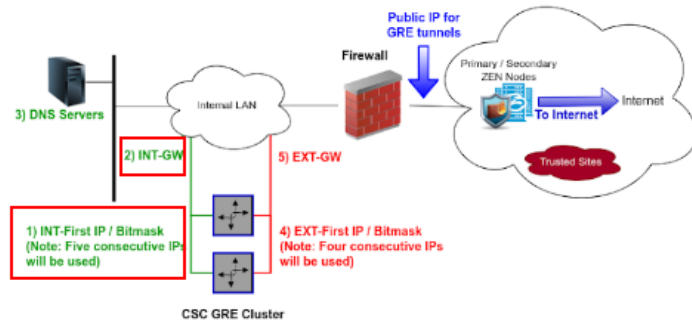 Public IP for
GRE tunnels
Firewall
Primary / Secondary
ZEN Nodes
Internal LAN
Internet
To Internet
3) DNS Servers
2) INT-GW
5) EXT-GW
Trusted Sites
1) INT-First IP / Bitmask
(Note: Five consecutive IPs
will be used)
4) EXT-First IP / Bitmask
(Note: Four consecutive IPs
will be used)
CSC GRE Cluster